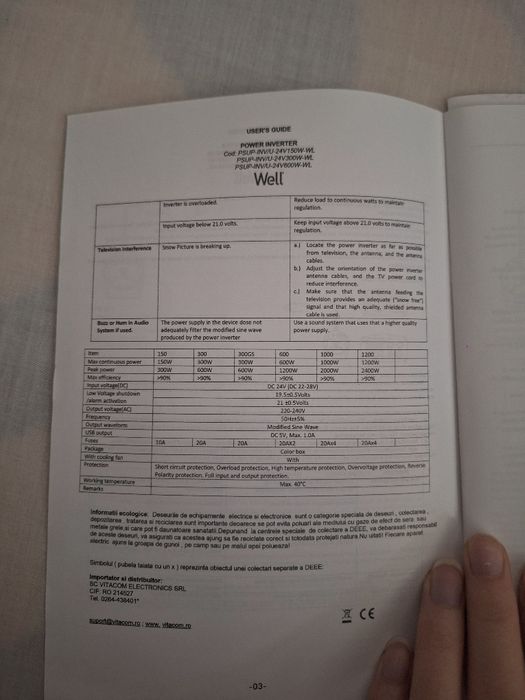 USER'S GUIDE
POWER INVERTER
Cod: PSUP-INV/U-24V150W-WL
PSUP-INV/U-24V300W-WL
PSUP-INV/U-24V600W-WL
Well
Inverter is overloaded. Reduce load to continuous watts to maintain
regulation.
Input voltage below 21.0 volts. Keep input voltage above 21.0 volts to maintain
regulation.
Television Interference Snow Picture is breaking up. a.) Locate the power inverter as far as possible
from television, the antenna, and the antenna
cables.
b.) Adjust the orientation of the power inverter
antenna cables, and the TV power cord to
reduce interference.
c.) Make sure that the antenna feeding the
television provides an adequate ("snow free")
signal and that high quality, shielded antenna
cable is used.
Buzz or Hum in Audio The power supply in the device dose not Use a sound system that uses that a higher quality
System if used. adequately filter the modified sine wave power supply.
produced by the power inverter
Item 150 300 300GS 600 1000 1200
Max continuous power 150W 300W 300W 600W 1000W 1200W
Peak power 300W 600W 600W 1200W 2000W 2400W
Max efficiency >90% >90% >90% >90% >90% >90%
Input voltage(DC) DC 24V (DC 22-28V)
Low Voltage shutdown 19.5±0.5Volts
/alarm activation 21 ±0.5Volts
Output voltage(AC) 220-240V
Frequency 50Hz±5%
Output waveform Modified Sine Wave
USB output DC 5V, Max. 1.0A
Fuses 10A 20A 20A 20AX2 20Ax4 20Ax4
Package Color box
With cooling fan With
Protection Short circuit protection, Overload protection, High temperature protection, Overvoltage protection, Reverse
Polarity protection, Full input and output protection.
Working temperature Max. 40°C
Remarks
Informatii ecologice. Deseurile de echipamente electrice si electronice sunt o categorie speciala de deseuri, colectarea,
depozitarea, tratarea si reciclarea sunt importante deoarece se pot evita poluari ale mediului cu gaze de efect de sera sau
metale grele,si care pot fi daunatoare sanatatii.Depunand la centrele speciale de colectare a DEEE, va debarasati responsabil
de aceste deseuri, va asigurati ca acestea ajung sa fie reciclate corect si totodata protejati natura.Nu uitati! Fiecare aparat
electric ajuns la groapa de gunoi , pe camp sau pe malul apei polueaza!
Simbolul ( pubela taiata cu un x ) reprezinta obiectul unei colectari separate a DEEE:
Importator si distribuitor:
SC VITACOM ELECTRONICS SRL
CIF: RO 214527
Tel. 0264-438401*
suport@vitacom.ro ; www. vitacom.ro
CE
-03-